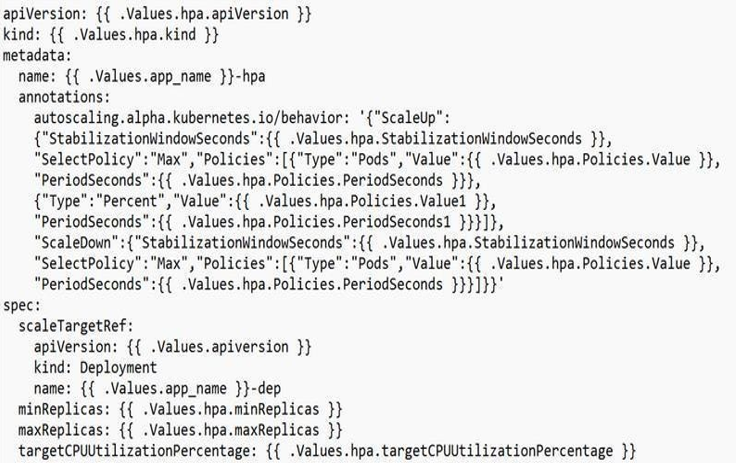 apiVersion: {{ .Values.hpa.apiVersion }}
kind: {{ .Values.hpa.kind }}
metadata:
  name: {{ .Values.app_name }}-hpa
  annotations:
    autoscaling.alpha.kubernetes.io/behavior: '{"ScaleUp":
    {"StabilizationWindowSeconds":{{ .Values.hpa.StabilizationWindowSeconds }},
    "SelectPolicy":"Max","Policies":[{"Type":"Pods","Value":{{ .Values.hpa.Policies.Value }},
    "PeriodSeconds":{{ .Values.hpa.Policies.PeriodSeconds }}},
    {"Type":"Percent","Value":{{ .Values.hpa.Policies.Value1 }},
    "PeriodSeconds":{{ .Values.hpa.Policies.PeriodSeconds1 }}}]},
    "ScaleDown":{"StabilizationWindowSeconds":{{ .Values.hpa.StabilizationWindowSeconds }},
    "SelectPolicy":"Max","Policies":[{"Type":"Pods","Value":{{ .Values.hpa.Policies.Value }},
    "PeriodSeconds":{{ .Values.hpa.Policies.PeriodSeconds }}}]}}'
spec:
  scaleTargetRef:
    apiVersion: {{ .Values.apiversion }}
    kind: Deployment
    name: {{ .Values.app_name }}-dep
  minReplicas: {{ .Values.hpa.minReplicas }}
  maxReplicas: {{ .Values.hpa.maxReplicas }}
  targetCPUUtilizationPercentage: {{ .Values.hpa.targetCPUUtilizationPercentage }}